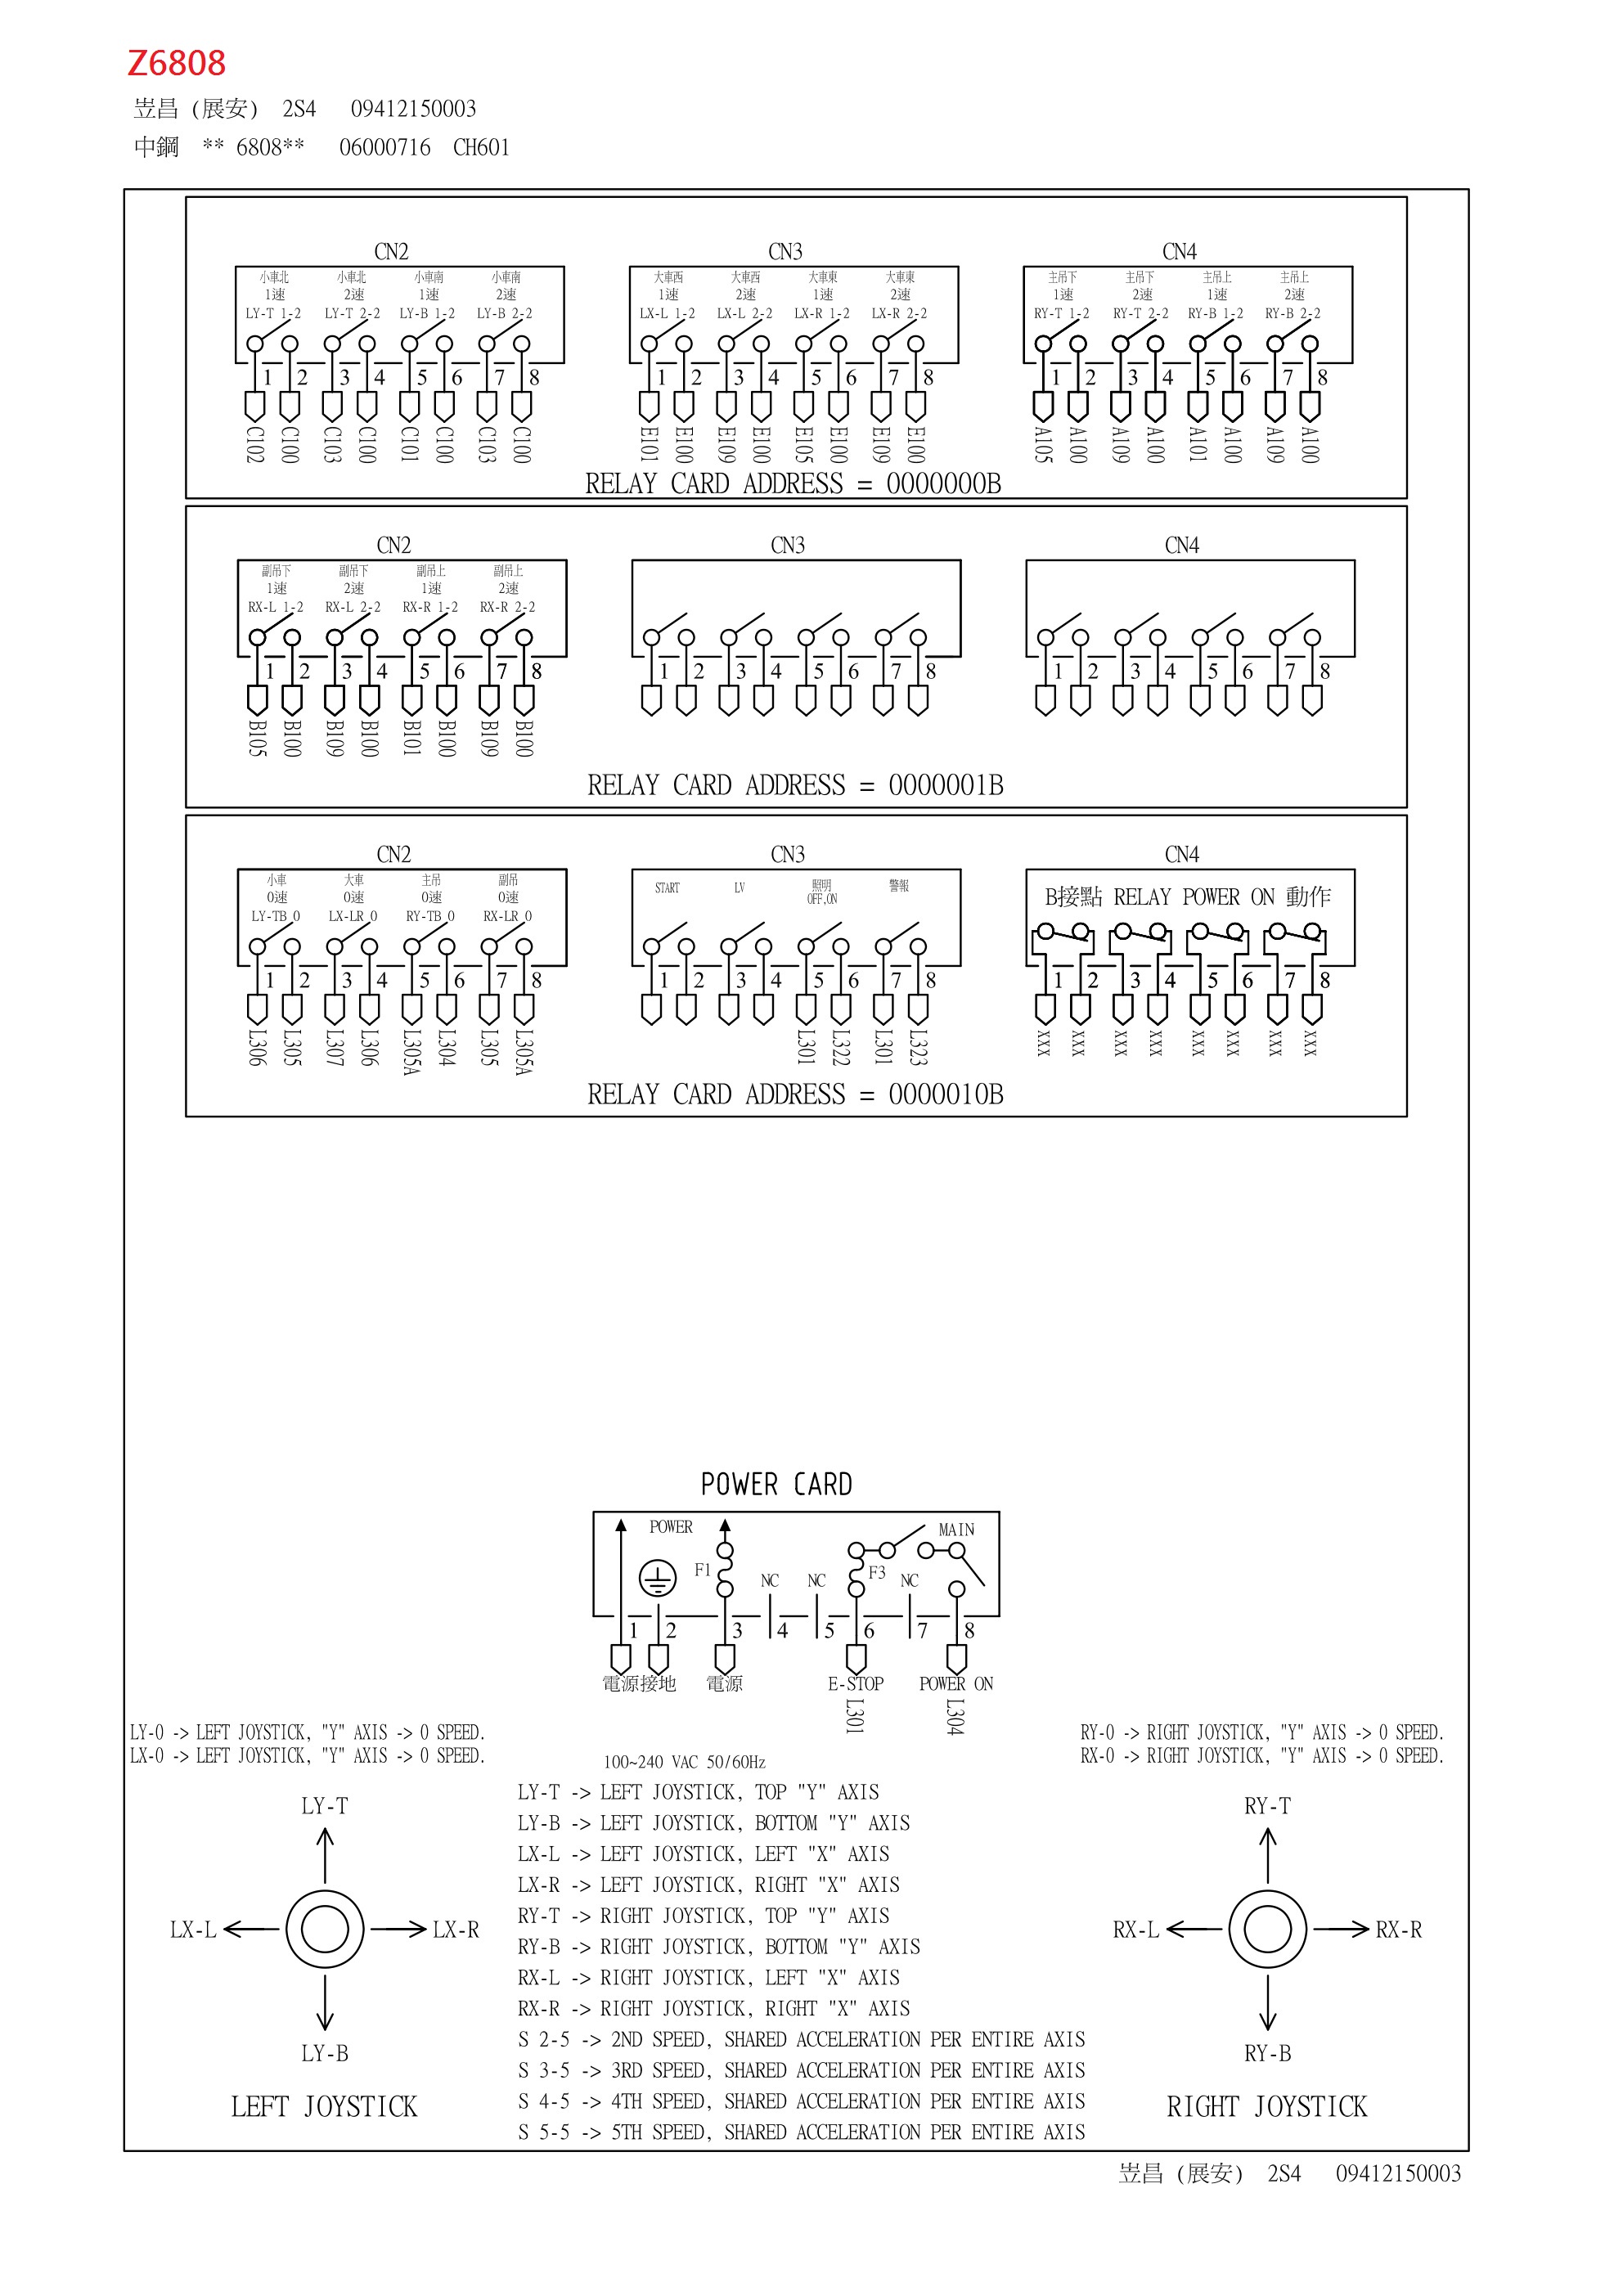 Z6808
岦昌 (展安) 2S4 09412150003
中鋼 ** 6808** 06000716 CH601
CN2 CN3 CN4
小車北 小車北 小車南 小車南 大車西 大車西 大車東 大車東 主吊下 主吊下 主吊上 主吊上
1速 2速 1速 2速 1速 2速 1速 2速 1速 2速 1速 2速
LY-T 1-2 LY-T 2-2 LY-B 1-2 LY-B 2-2 LX-L 1-2 LX-L 2-2 LX-R 1-2 LX-R 2-2 RY-T 1-2 RY-T 2-2 RY-B 1-2 RY-B 2-2
1 2 3 4 5 6 7 8 1 2 3 4 5 6 7 8 1 2 3 4 5 6 7 8
C102 C100 C103 C100 C101 C100 C103 C100 E101 E100 E109 E100 E105 E100 E109 E100 A105 A100 A109 A100 A101 A100 A109 A100
RELAY CARD ADDRESS = 0000000B
CN2 CN3 CN4
副吊下 副吊下 副吊上 副吊上
1速 2速 1速 2速
RX-L 1-2 RX-L 2-2 RX-R 1-2 RX-R 2-2
1 2 3 4 5 6 7 8 1 2 3 4 5 6 7 8 1 2 3 4 5 6 7 8
B105 B100 B109 B100 B101 B100 B109 B100
RELAY CARD ADDRESS = 0000001B
CN2 CN3 CN4
小車 大車 主吊 副吊 START LV 照明 警報
0速 0速 0速 0速 OFF,ON B接點 RELAY POWER ON 動作
LY-TB 0 LX-LR 0 RY-TB 0 RX-LR 0
1 2 3 4 5 6 7 8 1 2 3 4 5 6 7 8 1 2 3 4 5 6 7 8
L306 L305 L307 L306 L305A L304 L305 L305A L301 L322 L301 L323 XXX XXX XXX XXX XXX XXX XXX XXX
RELAY CARD ADDRESS = 0000010B
POWER CARD
POWER MAIN
F1 NC NC F3 NC
1 2 3 4 5 6 7 8
電源接地 電源 E-STOP POWER ON
L301 L304
LY-0 -> LEFT JOYSTICK, "Y" AXIS -> 0 SPEED.
LX-0 -> LEFT JOYSTICK, "Y" AXIS -> 0 SPEED.
RY-0 -> RIGHT JOYSTICK, "Y" AXIS -> 0 SPEED.
RX-0 -> RIGHT JOYSTICK, "Y" AXIS -> 0 SPEED.
100~240 VAC 50/60Hz
LY-T -> LEFT JOYSTICK, TOP "Y" AXIS
LY-B -> LEFT JOYSTICK, BOTTOM "Y" AXIS
LX-L -> LEFT JOYSTICK, LEFT "X" AXIS
LX-R -> LEFT JOYSTICK, RIGHT "X" AXIS
RY-T -> RIGHT JOYSTICK, TOP "Y" AXIS
RY-B -> RIGHT JOYSTICK, BOTTOM "Y" AXIS
RX-L -> RIGHT JOYSTICK, LEFT "X" AXIS
RX-R -> RIGHT JOYSTICK, RIGHT "X" AXIS
S 2-5 -> 2ND SPEED, SHARED ACCELERATION PER ENTIRE AXIS
S 3-5 -> 3RD SPEED, SHARED ACCELERATION PER ENTIRE AXIS
S 4-5 -> 4TH SPEED, SHARED ACCELERATION PER ENTIRE AXIS
S 5-5 -> 5TH SPEED, SHARED ACCELERATION PER ENTIRE AXIS
LY-T
LX-L LX-R
LY-B
LEFT JOYSTICK
RY-T
RX-L RX-R
RY-B
RIGHT JOYSTICK
岦昌 (展安) 2S4 09412150003